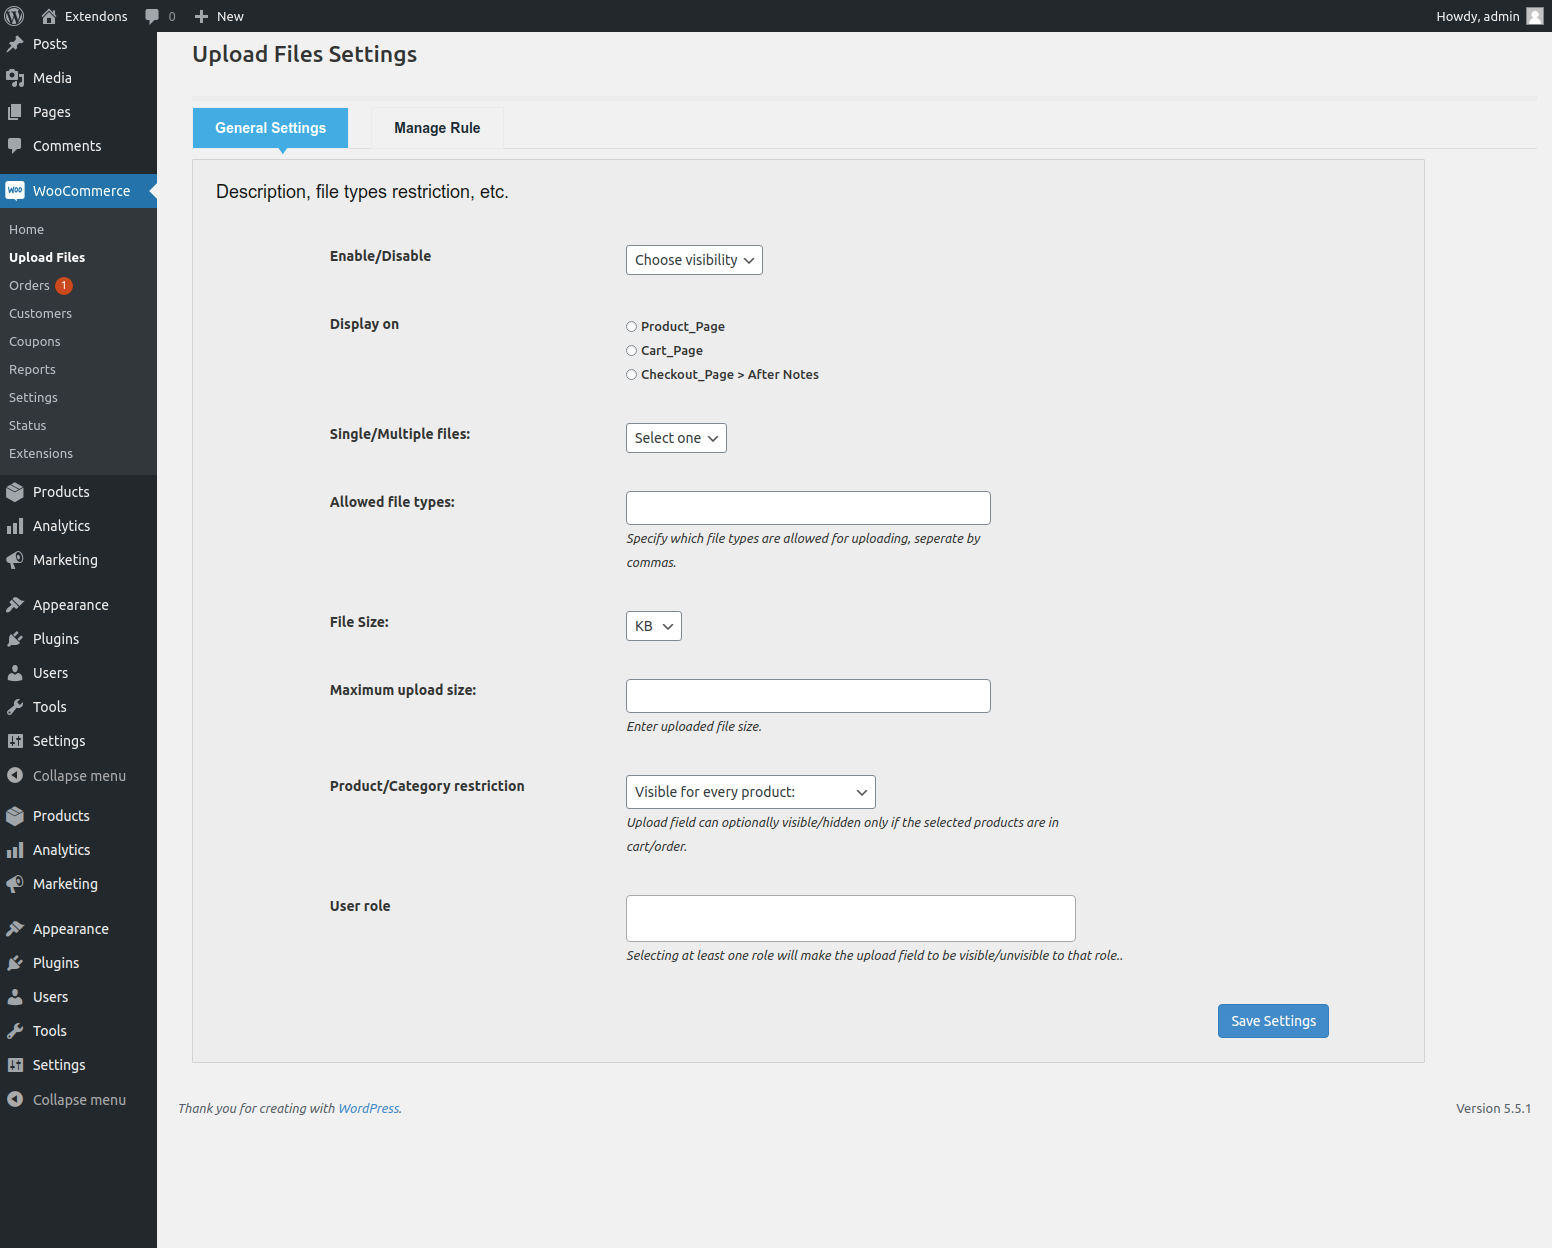 Extendons
0
New
Howdy, admin
Posts
Media
Pages
Comments
WOO
WooCommerce
Home
Upload Files
Orders 1
Customers
Coupons
Reports
Settings
Status
Extensions
Products
Analytics
Marketing
Appearance
Plugins
Users
Tools
Settings
Collapse menu
Products
Analytics
Marketing
Appearance
Plugins
Users
Tools
Settings
Collapse menu
Upload Files Settings
General Settings
Manage Rule
Description, file types restriction, etc.
Enable/Disable
Choose visibility
Display on
Product_Page
Cart_Page
Checkout_Page > After Notes
Single/Multiple files:
Select one
Allowed file types:
Specify which file types are allowed for uploading, seperate by
commas.
File Size:
KB
Maximum upload size:
Enter uploaded file size.
Product/Category restriction
Visible for every product:
Upload field can optionally visible/hidden only if the selected products are in
cart/order.
User role
Selecting at least one role will make the upload field to be visible/unvisible to that role..
Save Settings
Thank you for creating with WordPress.
Version 5.5.1